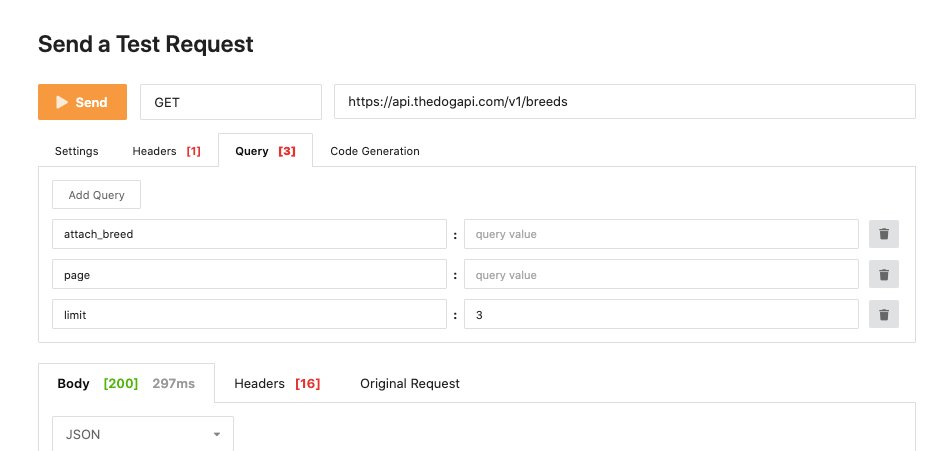 Send a Test Request
Send GET https://api.thedogapi.com/v1/breeds
Settings Headers [1] Query [3] Code Generation
Add Query
attach_breed : query value
page : query value
limit : 3
Body [200] 297ms Headers [16] Original Request
JSON